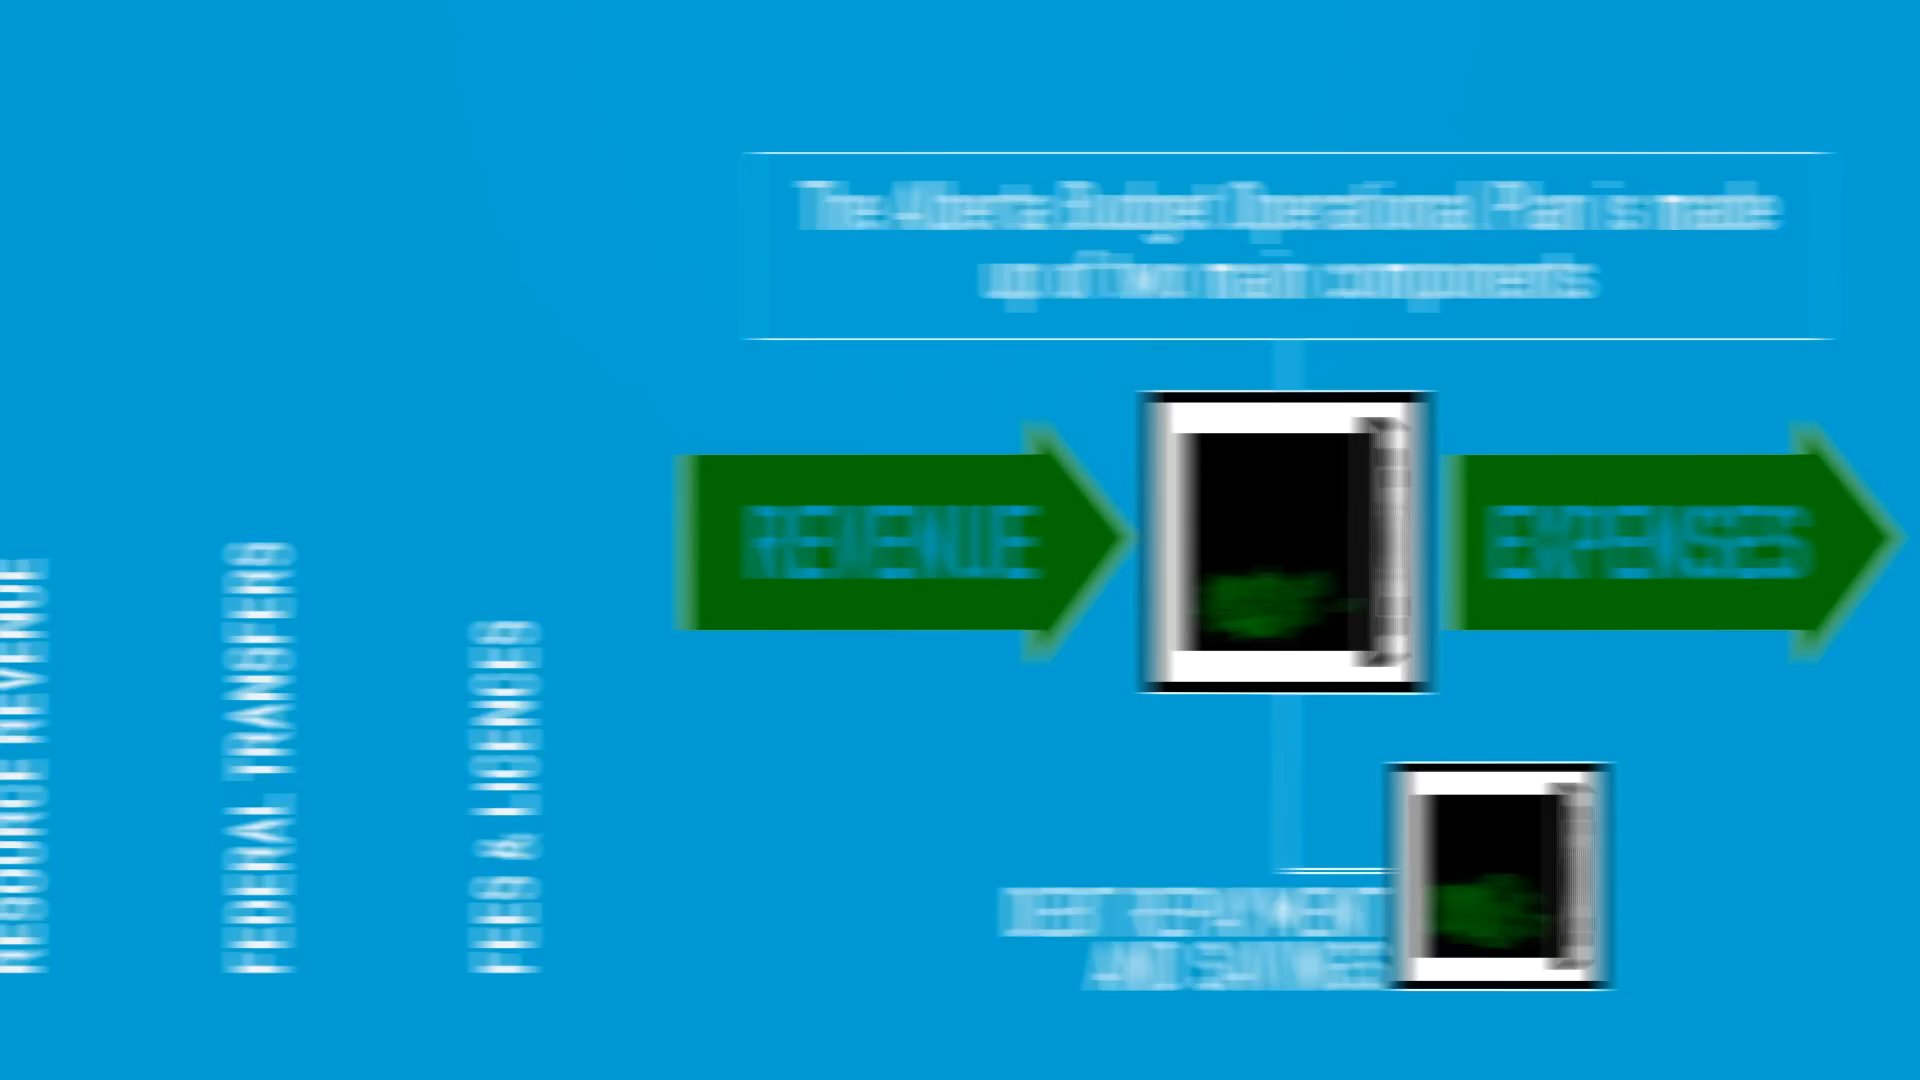 The Alberta Budget Operational Plan is made
up of two main components
REVENUE
EXPENSES
RESOURCE REVENUE
FEDERAL TRANSFERS
FEES & LICENCES
DEBT REPAYMENT
AND SAVINGS